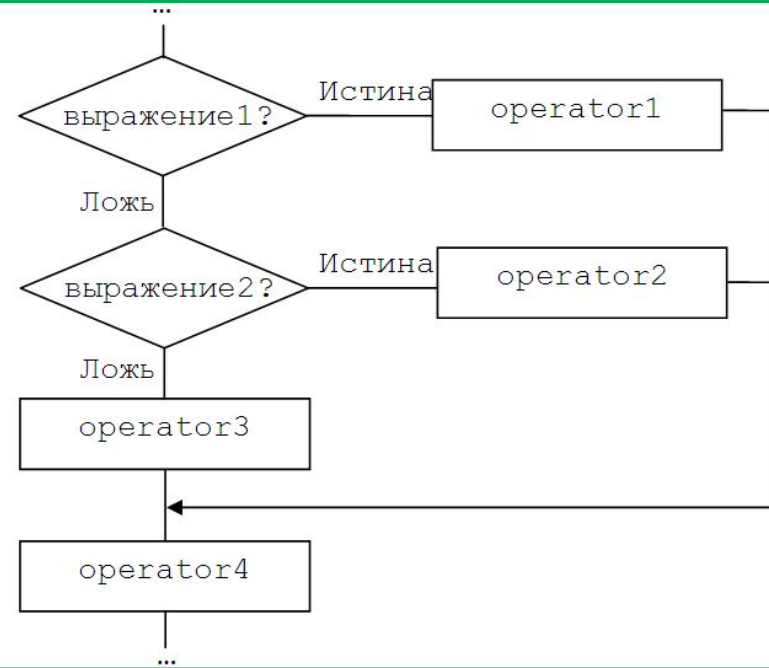 ...
Истина
выражение1?
operator1
Ложь
Истина
выражение2?
operator2
Ложь
operator3
operator4
...